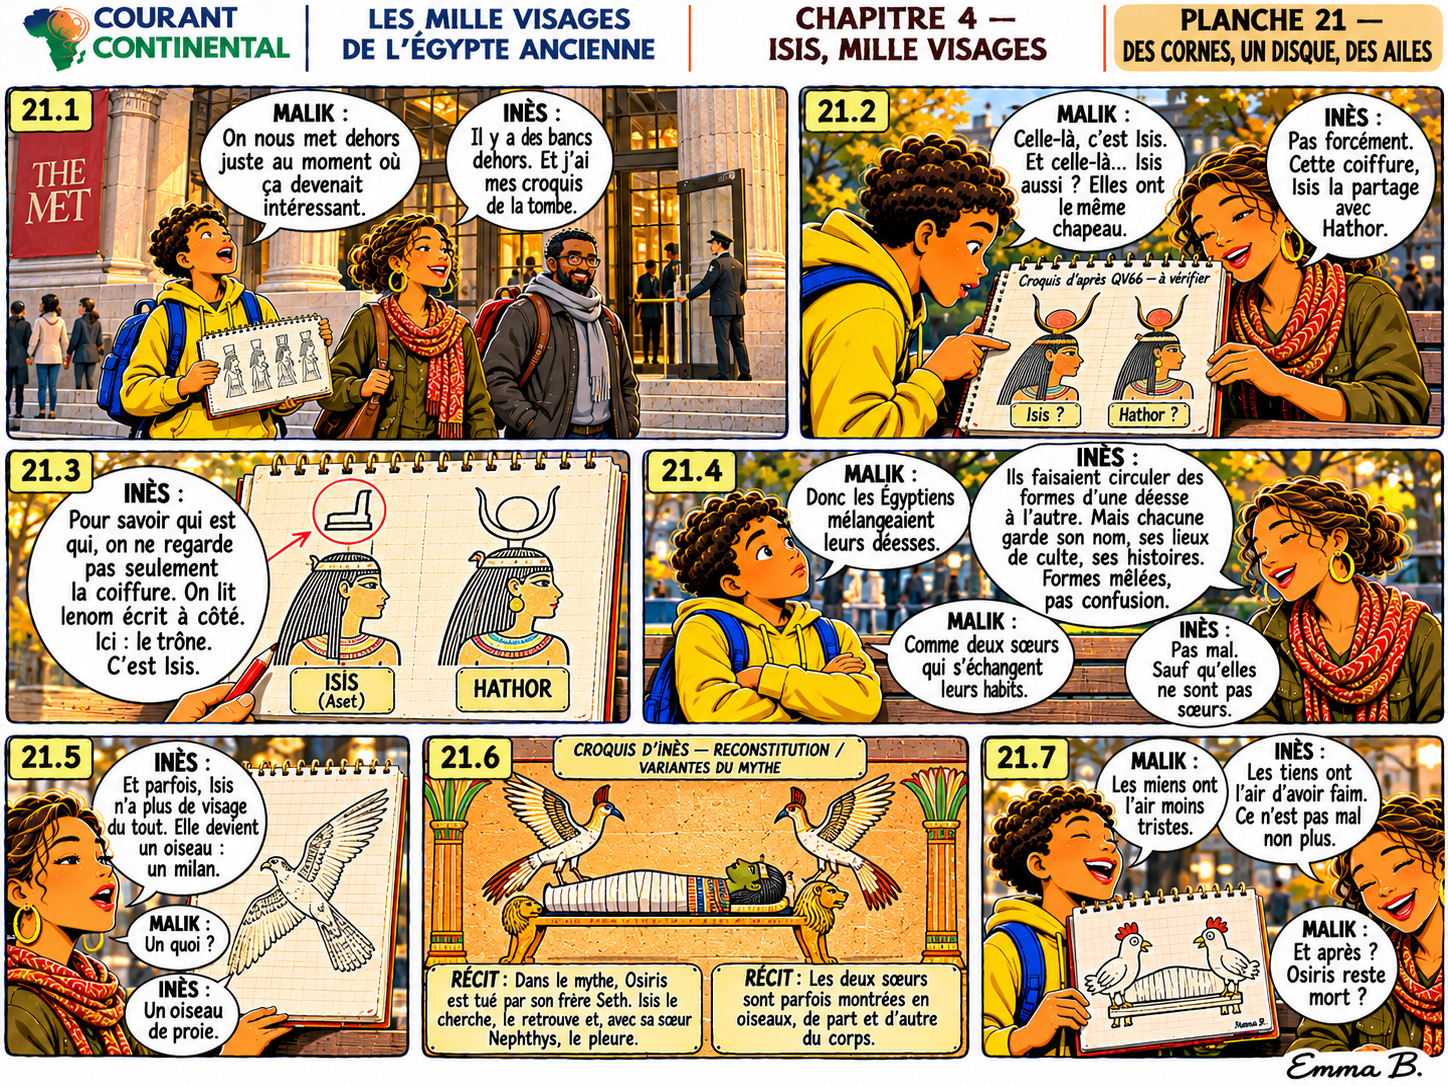 COURANT
CONTINENTAL
LES MILLE VISAGES
DE L'ÉGYPTE ANCIENNE
CHAPITRE 4 —
ISIS, MILLE VISAGES
PLANCHE 21 —
DES CORNES, UN DISQUE, DES AILES
21.1
THE
MET
MALIK :
On nous met dehors
juste au moment où
ça devenait
intéressant.
INÈS :
Il y a des bancs
dehors. Et j'ai
mes croquis
de la tombe.
21.2
MALIK :
Celle-là, c'est Isis.
Et celle-là... Isis
aussi ? Elles ont
le même
chapeau.
INÈS :
Pas forcément.
Cette coiffure,
Isis la partage
avec
Hathor.
Croquis d'après QV66 — à vérifier
Isis ?
Hathor ?
21.3
INÈS :
Pour savoir qui est
qui, on ne regarde
pas seulement
la coiffure. On lit
lenom écrit à côté.
Ici : le trône.
C'est Isis.
ISIS
(Aset)
HATHOR
21.4
MALIK :
Donc les Égyptiens
mélangeaient
leurs déesses.
INÈS :
Ils faisaient circuler des
formes d'une déesse
à l'autre. Mais chacune
garde son nom, ses lieux
de culte, ses histoires.
Formes mêlées,
pas confusion.
MALIK :
Comme deux sœurs
qui s'échangent
leurs habits.
INÈS :
Pas mal.
Sauf qu'elles
ne sont pas
sœurs.
21.5
INÈS :
Et parfois, Isis
n'a plus de visage
du tout. Elle devient
un oiseau :
un milan.
MALIK :
Un quoi ?
INÈS :
Un oiseau
de proie.
21.6
CROQUIS D'INÈS — RECONSTITUTION /
VARIANTES DU MYTHE
RÉCIT : Dans le mythe, Osiris
est tué par son frère Seth. Isis le
cherche, le retrouve et, avec sa sœur
Nephthys, le pleure.
RÉCIT : Les deux sœurs
sont parfois montrées en
oiseaux, de part et d'autre
du corps.
21.7
MALIK :
Les miens ont
l'air moins
tristes.
INÈS :
Les tiens ont
l'air d'avoir faim.
Ce n'est pas mal
non plus.
MALIK :
Et après ?
Osiris reste
mort ?
Emma B.